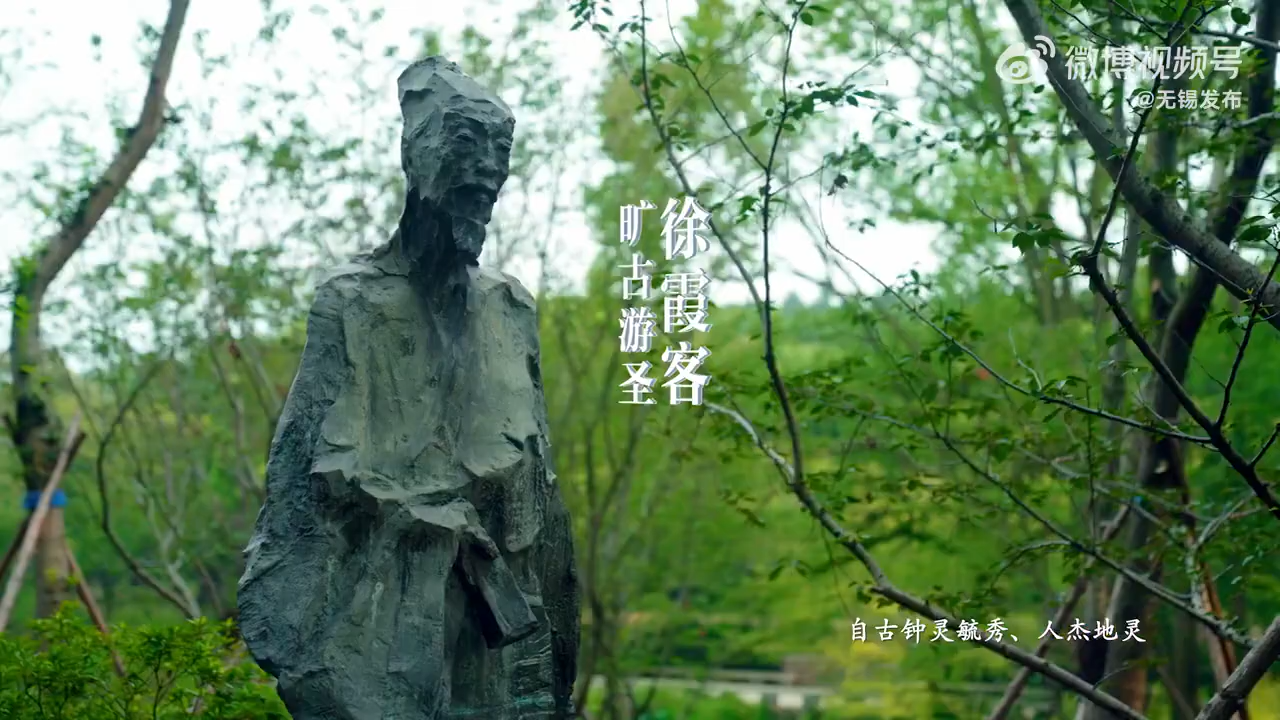 微博视频号
@无锡发布
徐霞客
旷古游圣
自古钟灵毓秀、人杰地灵